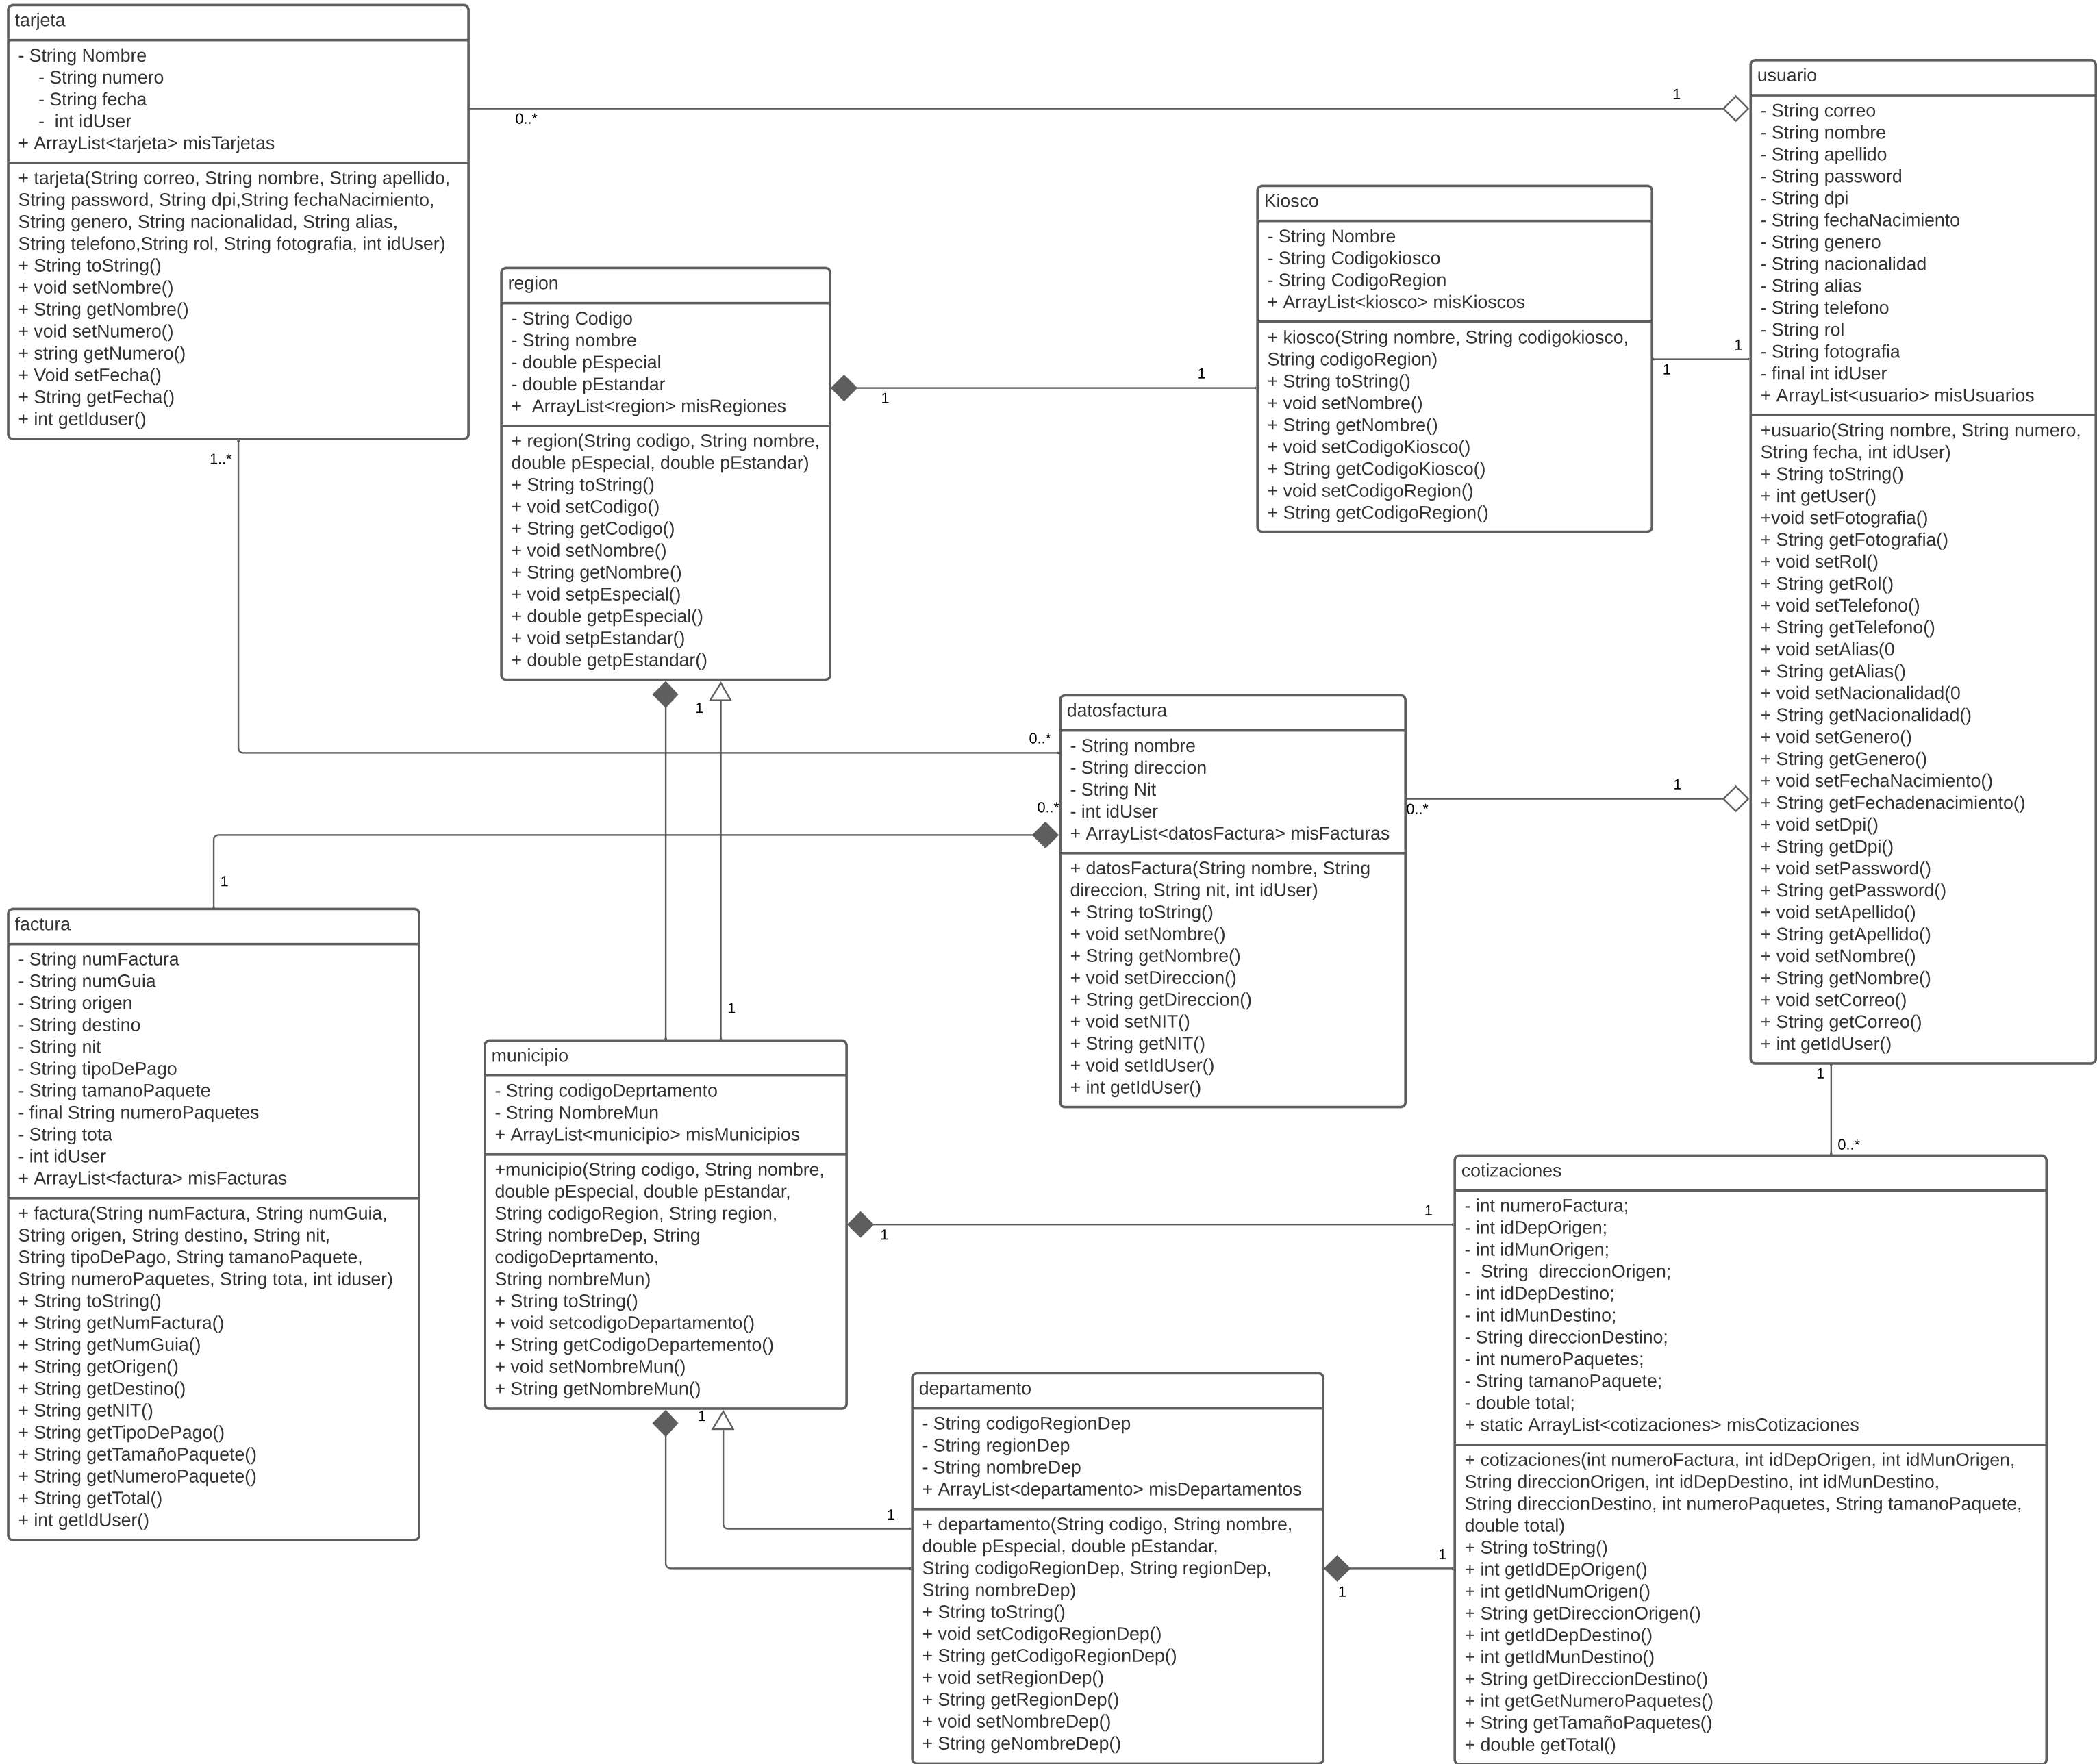 tarjeta
- String Nombre
- String numero
- String fecha
-  int idUser
+ ArrayList<tarjeta> misTarjetas
+ tarjeta(String correo, String nombre, String apellido,
String password, String dpi,String fechaNacimiento,
String genero, String nacionalidad, String alias,
String telefono,String rol, String fotografia, int idUser)
+ String toString()
+ void setNombre()
+ String getNombre()
+ void setNumero()
+ string getNumero()
+ Void setFecha()
+ String getFecha()
+ int getIduser()
0..*
1
1..*
0..*
usuario
- String correo
- String nombre
- String apellido
- String password
- String dpi
- String fechaNacimiento
- String genero
- String nacionalidad
- String alias
- String telefono
- String rol
- String fotografia
- final int idUser
+ ArrayList<usuario> misUsuarios
+usuario(String nombre, String numero,
String fecha, int idUser)
+ String toString()
+ int getUser()
+void setFotografia()
+ String getFotografia()
+ void setRol()
+ String getRol()
+ void setTelefono()
+ String getTelefono()
+ void setAlias(0
+ String getAlias()
+ void setNacionalidad(0
+ String getNacionalidad()
+ void setGenero()
+ String getGenero()
+ void setFechaNacimiento()
+ String getFechadenacimiento()
+ void setDpi()
+ String getDpi()
+ void setPassword()
+ String getPassword()
+ void setApellido()
+ String getApellido()
+ void setNombre()
+ String getNombre()
+ void setCorreo()
+ String getCorreo()
+ int getIdUser()
1
0..*
Kiosco
- String Nombre
- String Codigokiosco
- String CodigoRegion
+ ArrayList<kiosco> misKioscos
+ kiosco(String nombre, String codigokiosco,
String codigoRegion)
+ String toString()
+ void setNombre()
+ String getNombre()
+ void setCodigoKiosco()
+ String getCodigoKiosco()
+ void setCodigoRegion()
+ String getCodigoRegion()
1
1
region
- String Codigo
- String nombre
- double pEspecial
- double pEstandar
+  ArrayList<region> misRegiones
+ region(String codigo, String nombre,
double pEspecial, double pEstandar)
+ String toString()
+ void setCodigo()
+ String getCodigo()
+ void setNombre()
+ String getNombre()
+ void setpEspecial()
+ double getpEspecial()
+ void setpEstandar()
+ double getpEstandar()
1
1
1
1
datosfactura
- String nombre
- String direccion
- String Nit
- int idUser
+ ArrayList<datosFactura> misFacturas
+ datosFactura(String nombre, String
direccion, String nit, int idUser)
+ String toString()
+ void setNombre()
+ String getNombre()
+ void setDireccion()
+ String getDireccion()
+ void setNIT()
+ String getNIT()
+ void setIdUser()
+ int getIdUser()
0..*
1
0..*
1
factura
- String numFactura
- String numGuia
- String origen
- String destino
- String nit
- String tipoDePago
- String tamanoPaquete
- final String numeroPaquetes
- String tota
- int idUser
+ ArrayList<factura> misFacturas
+ factura(String numFactura, String numGuia,
String origen, String destino, String nit,
String tipoDePago, String tamanoPaquete,
String numeroPaquetes, String tota, int iduser)
+ String toString()
+ String getNumFactura()
+ String getNumGuia()
+ String getOrigen()
+ String getDestino()
+ String getNIT()
+ String getTipoDePago()
+ String getTamañoPaquete()
+ String getNumeroPaquete()
+ String getTotal()
+ int getIdUser()
municipio
- String codigoDeprtamento
- String NombreMun
+ ArrayList<municipio> misMunicipios
+municipio(String codigo, String nombre,
double pEspecial, double pEstandar,
String codigoRegion, String region,
String nombreDep, String
codigoDeprtamento,
String nombreMun)
+ String toString()
+ void setcodigoDepartamento()
+ String getCodigoDepartemento()
+ void setNombreMun()
+ String getNombreMun()
1
1
1
1
departamento
- String codigoRegionDep
- String regionDep
- String nombreDep
+ ArrayList<departamento> misDepartamentos
+ departamento(String codigo, String nombre,
double pEspecial, double pEstandar,
String codigoRegionDep, String regionDep,
String nombreDep)
+ String toString()
+ void setCodigoRegionDep()
+ String getCodigoRegionDep()
+ void setRegionDep()
+ String getRegionDep()
+ void setNombreDep()
+ String geNombreDep()
1
1
cotizaciones
- int numeroFactura;
- int idDepOrigen;
- int idMunOrigen;
-  String  direccionOrigen;
- int idDepDestino;
- int idMunDestino;
- String direccionDestino;
- int numeroPaquetes;
- String tamanoPaquete;
- double total;
+ static ArrayList<cotizaciones> misCotizaciones
+ cotizaciones(int numeroFactura, int idDepOrigen, int idMunOrigen,
String direccionOrigen, int idDepDestino, int idMunDestino,
String direccionDestino, int numeroPaquetes, String tamanoPaquete,
double total)
+ String toString()
+ int getIdDEpOrigen()
+ int getIdNumOrigen()
+ String getDireccionOrigen()
+ int getIdDepDestino()
+ int getIdMunDestino()
+ String getDireccionDestino()
+ int getGetNumeroPaquetes()
+ String getTamañoPaquetes()
+ double getTotal()